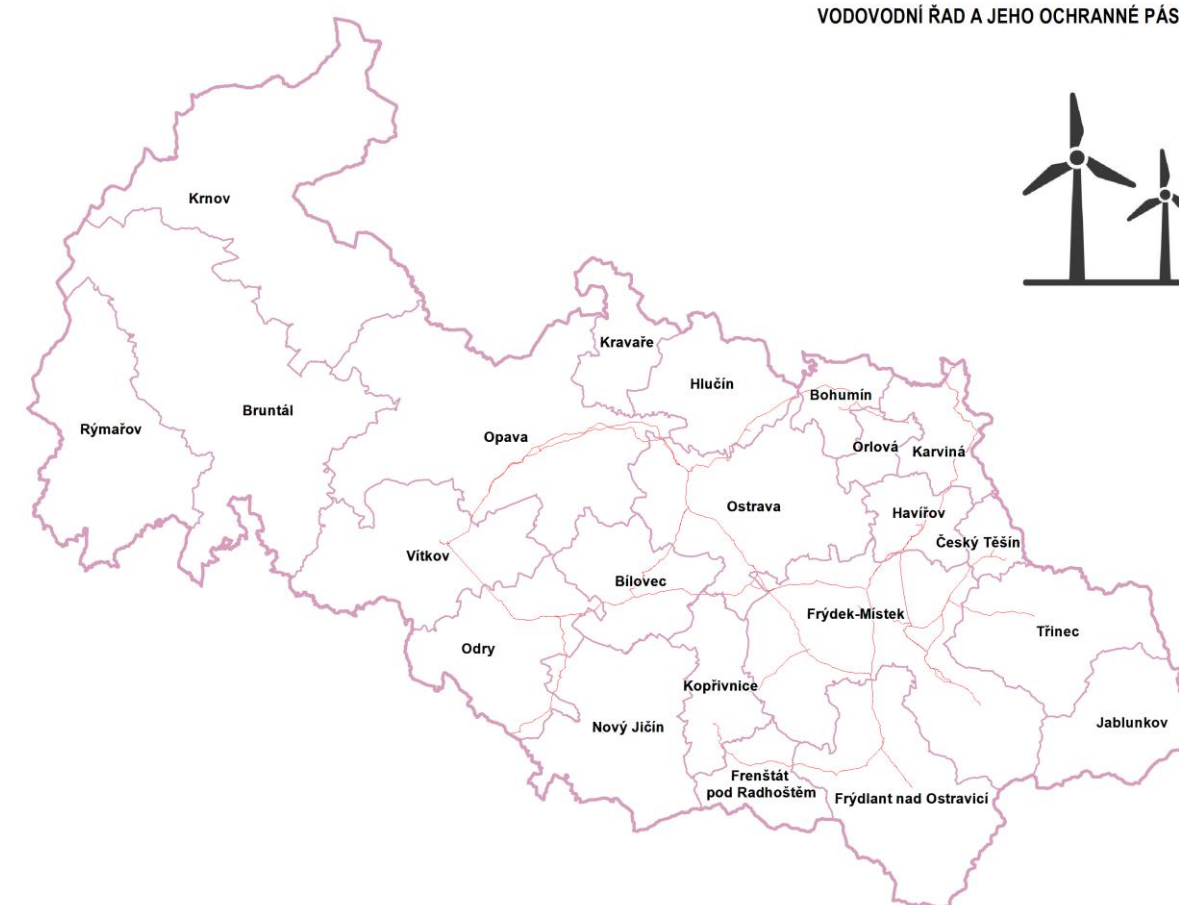 VODOVODNÍ ŘAD A JEHO OCHRANNÉ PÁS
Krnov
Kravaře
Hlučín
Bohumín
Rýmařov
Bruntál
Opava
Orlová
Karviná
Ostrava
Havířov
Český Těšín
Vítkov
Bílovec
Frýdek-Místek
Třinec
Odry
Kopřivnice
Nový Jičín
Jablunkov
Frenštát
pod Radhoštěm
Frýdlant nad Ostravicí